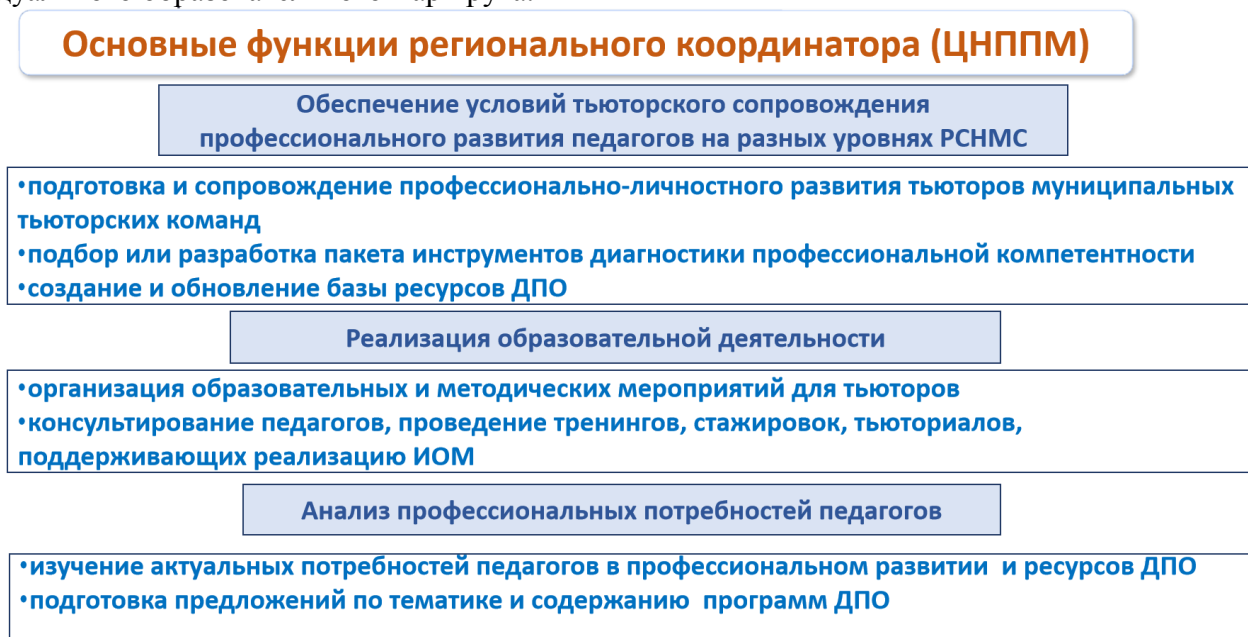 Основные функции регионального координатора (ЦНППМ)
Обеспечение условий тьюторского сопровождения
профессионального развития педагогов на разных уровнях РСНМС
•подготовка и сопровождение профессионально-личностного развития тьюторов муниципальных
тьюторских команд
•подбор или разработка пакета инструментов диагностики профессиональной компетентности
•создание и обновление базы ресурсов ДПО
Реализация образовательной деятельности
•организация образовательных и методических мероприятий для тьюторов
•консультирование педагогов, проведение тренингов, стажировок, тьюториалов,
поддерживающих реализацию ИОМ
Анализ профессиональных потребностей педагогов
•изучение актуальных потребностей педагогов в профессиональном развитии  и ресурсов ДПО
•подготовка предложений по тематике и содержанию  программ ДПО